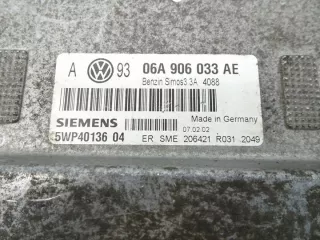 A VW 93 06A 906 033 AE
Benzin Simos3.3A 4088
SIEMENS
Made in Germany
07.02.02
5WP40136 04 ER SME 206421 R031 2049